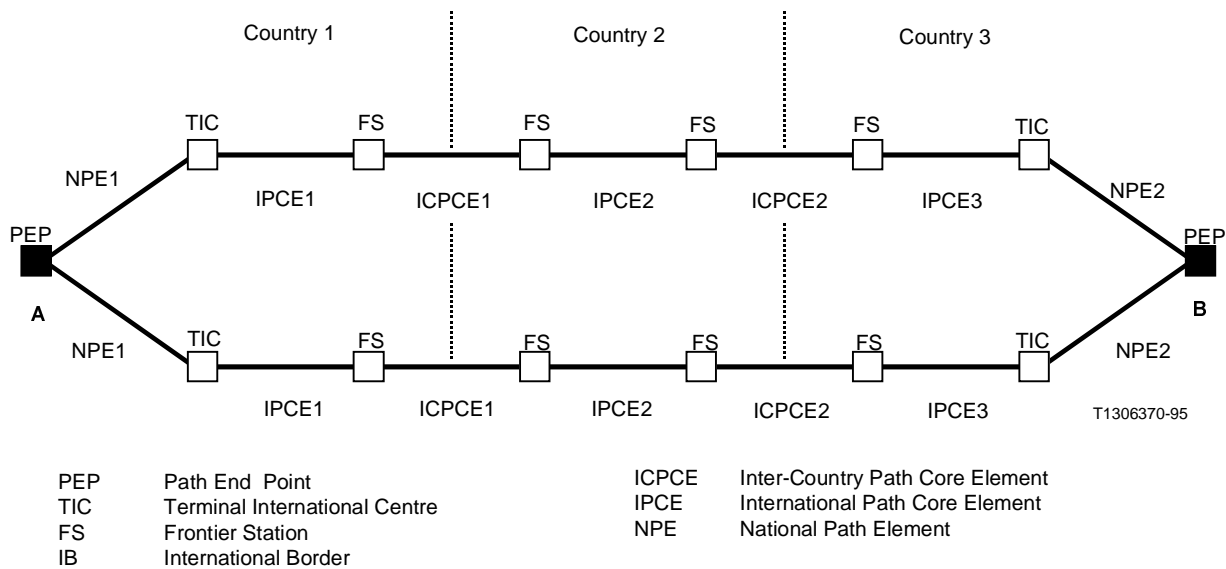 Country 1 Country 2 Country 3
TIC FS FS FS FS TIC
NPE1 NPE2
IPCE1 ICPCE1 IPCE2 ICPCE2 IPCE3
PEP PEP
A B
TIC FS FS FS FS TIC
NPE1 NPE2
IPCE1 ICPCE1 IPCE2 ICPCE2 IPCE3
T1306370-95
PEP Path End Point
TIC Terminal International Centre
FS Frontier Station
IB International Border
ICPCE Inter-Country Path Core Element
IPCE International Path Core Element
NPE National Path Element